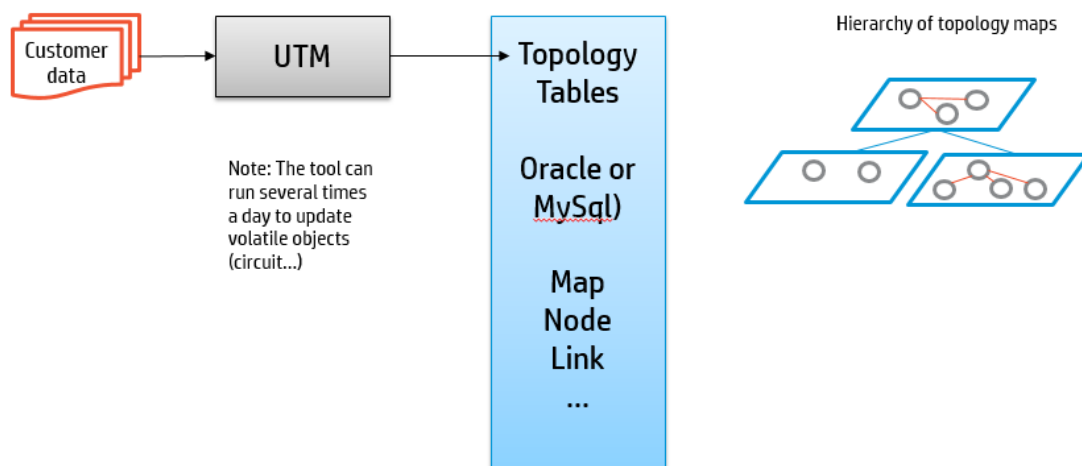 Customer
data
UTM
Note: The tool can
run several times
a day to update
volatile objects
(circuit...)
Topology
Tables
Oracle or
MySql)
Map
Node
Link
...
Hierarchy of topology maps